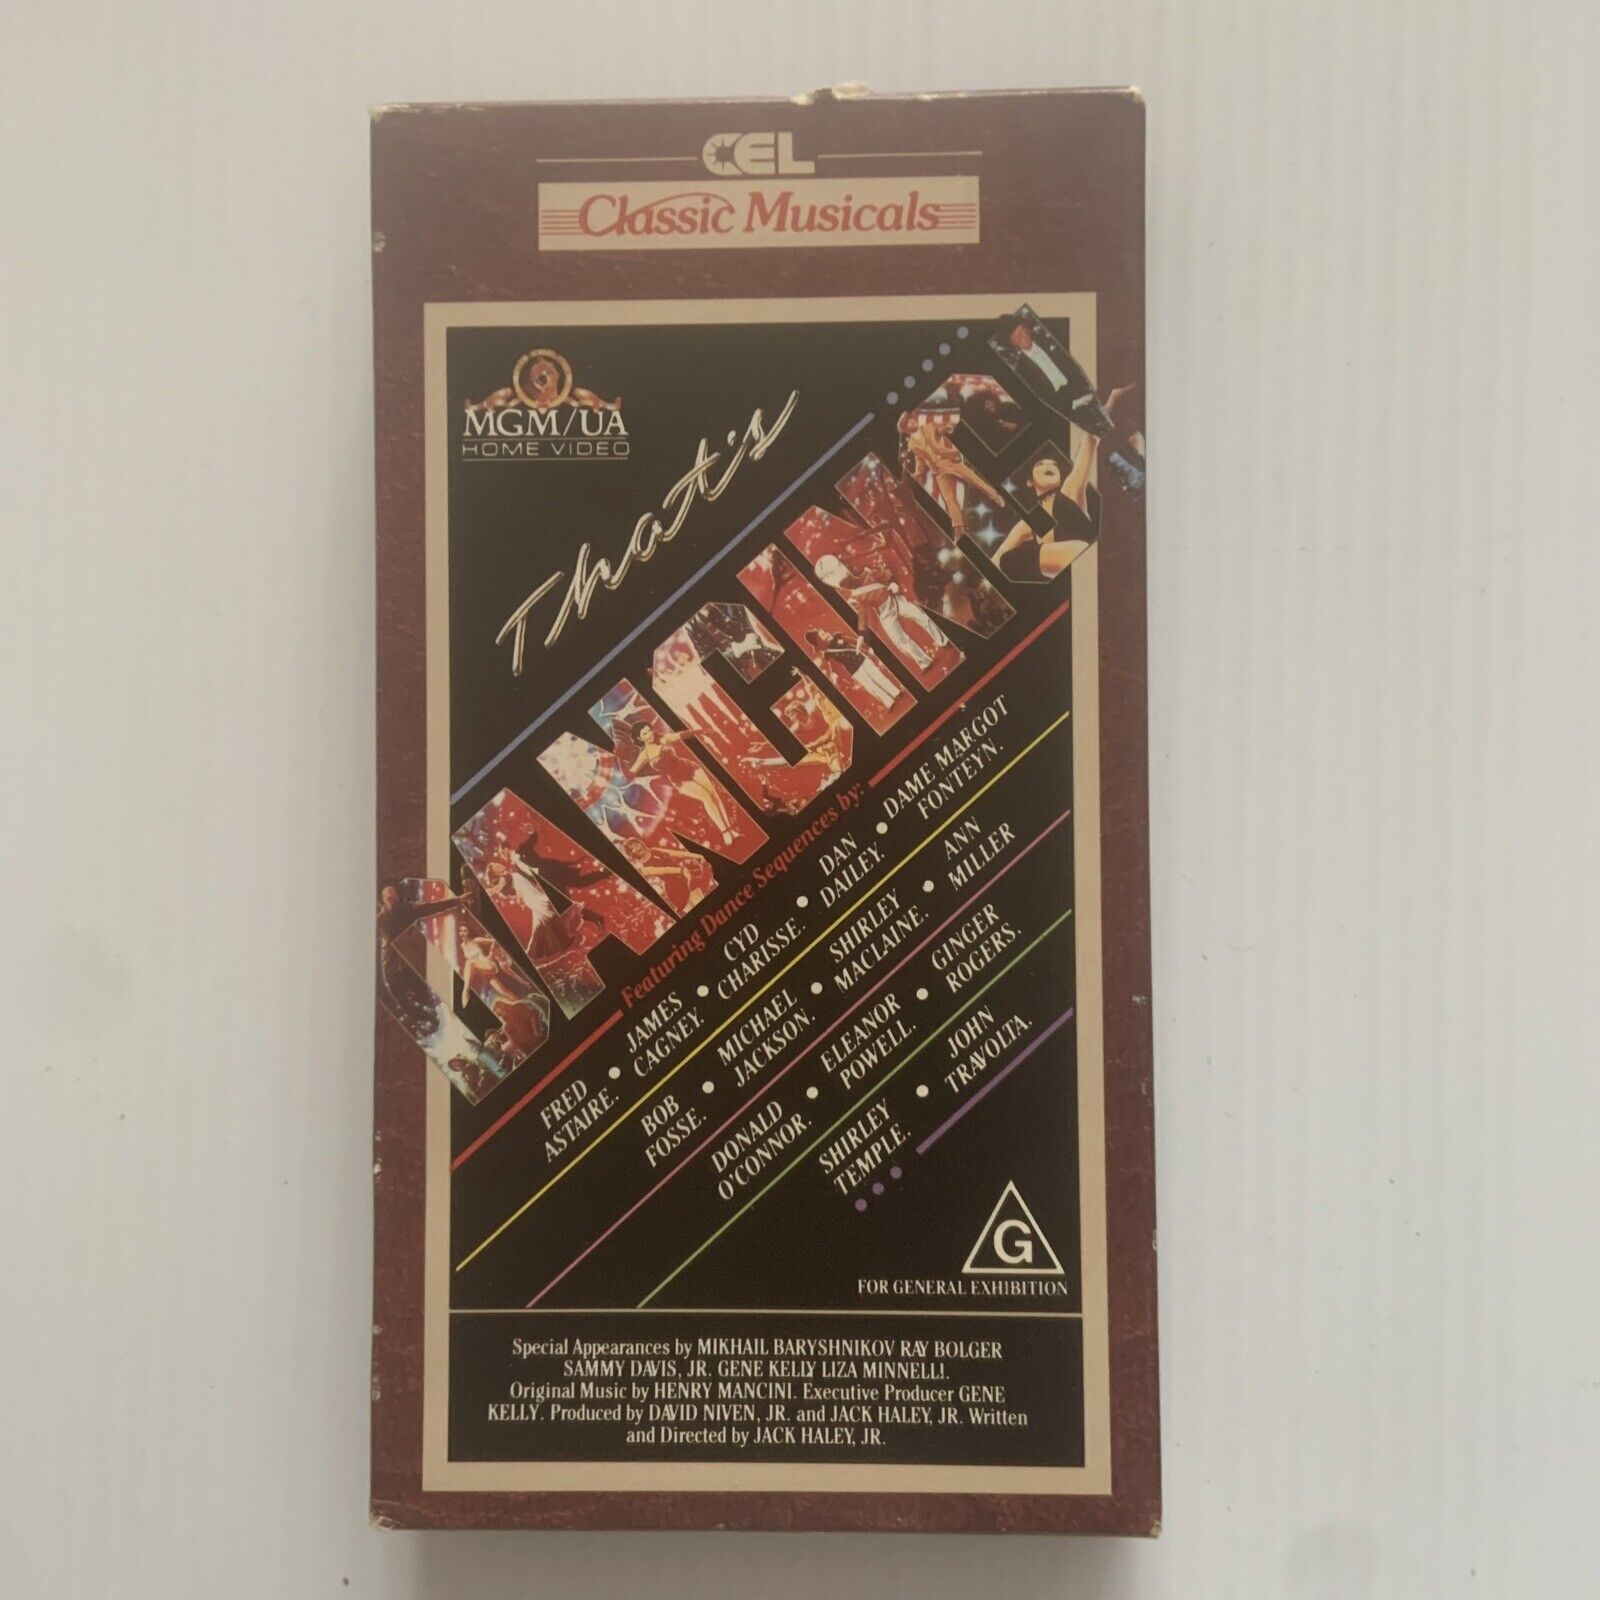 CEL
Classic Musicals
MGM/UA
HOME VIDEO
That's
DANCING!
Featuring Dance Sequences by:
FRED
ASTAIRE. •
JAMES
CAGNEY. •
CYD
CHARISSE. •
DAN
DAILEY. •
DAME MARGOT
FONTEYN.
BOB
FOSSE. •
MICHAEL
JACKSON. •
SHIRLEY
MACLAINE. •
ANN
MILLER
DONALD
O'CONNOR. •
ELEANOR
POWELL. •
GINGER
ROGERS.
SHIRLEY
TEMPLE. •
JOHN
TRAVOLTA.
G
FOR GENERAL EXHIBITION
Special Appearances by MIKHAIL BARYSHNIKOV RAY BOLGER
SAMMY DAVIS, JR. GENE KELLY LIZA MINNELLI.
Original Music by HENRY MANCINI. Executive Producer GENE
KELLY. Produced by DAVID NIVEN, JR. and JACK HALEY, JR. Written
and Directed by JACK HALEY, JR.